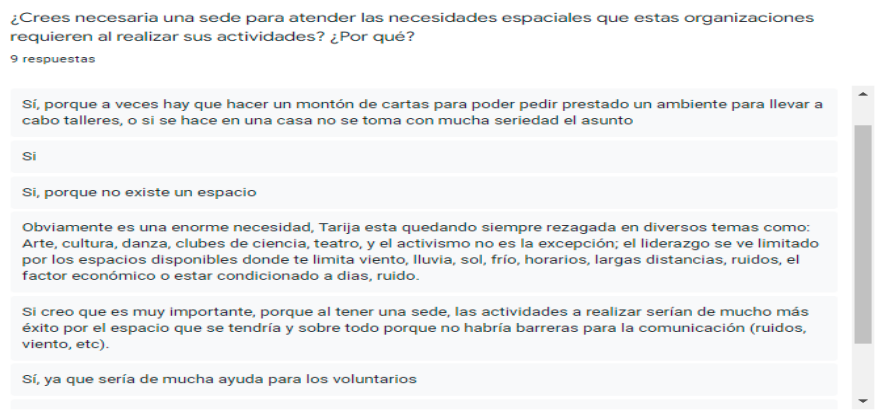 ¿Crees necesaria una sede para atender las necesidades espaciales que estas organizaciones
requieren al realizar sus actividades? ¿Por qué?
9 respuestas
Sí, porque a veces hay que hacer un montón de cartas para poder pedir prestado un ambiente para llevar a
cabo talleres, o si se hace en una casa no se toma con mucha seriedad el asunto
Si
Si, porque no existe un espacio
Obviamente es una enorme necesidad, Tarija esta quedando siempre rezagada en diversos temas como:
Arte, cultura, danza, clubes de ciencia, teatro, y el activismo no es la excepción; el liderazgo se ve limitado
por los espacios disponibles donde te limita viento, lluvia, sol, frío, horarios, largas distancias, ruidos, el
factor económico o estar condicionado a dias, ruido.
Si creo que es muy importante, porque al tener una sede, las actividades a realizar serían de mucho más
éxito por el espacio que se tendría y sobre todo porque no habría barreras para la comunicación (ruidos,
viento, etc).
Sí, ya que sería de mucha ayuda para los voluntarios